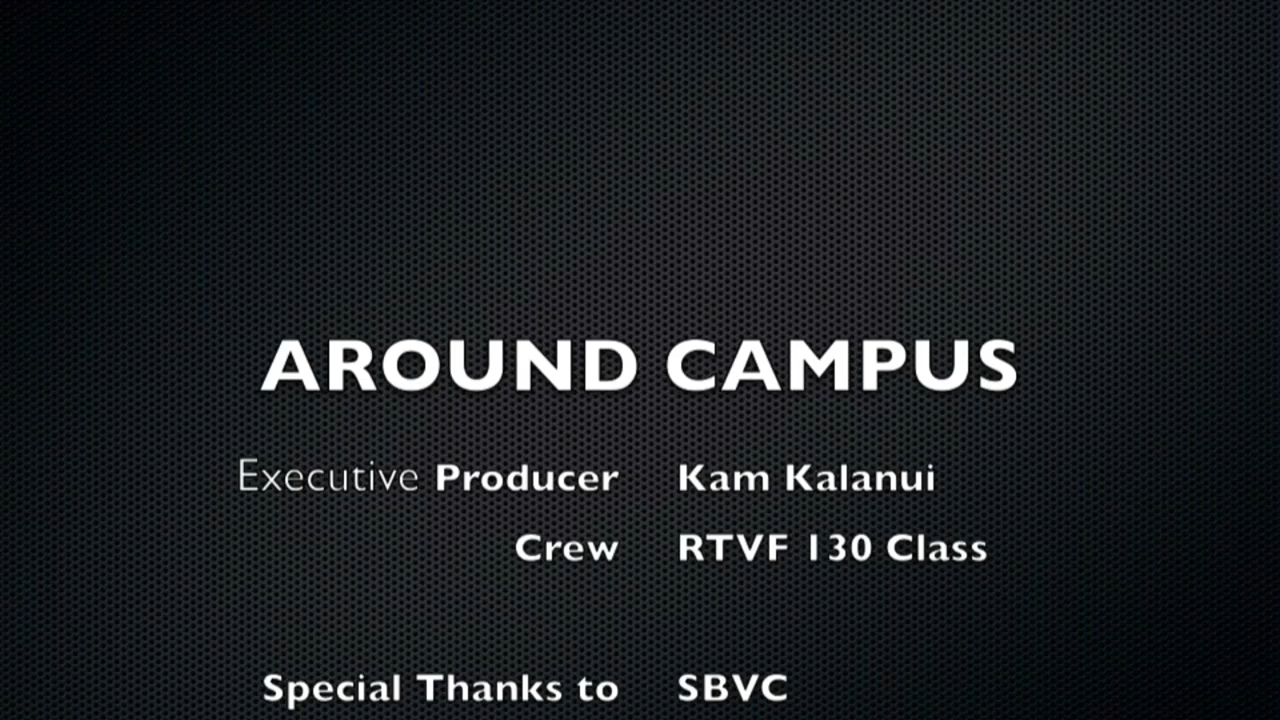 AROUND CAMPUS
Executive Producer Kam Kalanui
Crew RTVF 130 Class
Special Thanks to SBVC